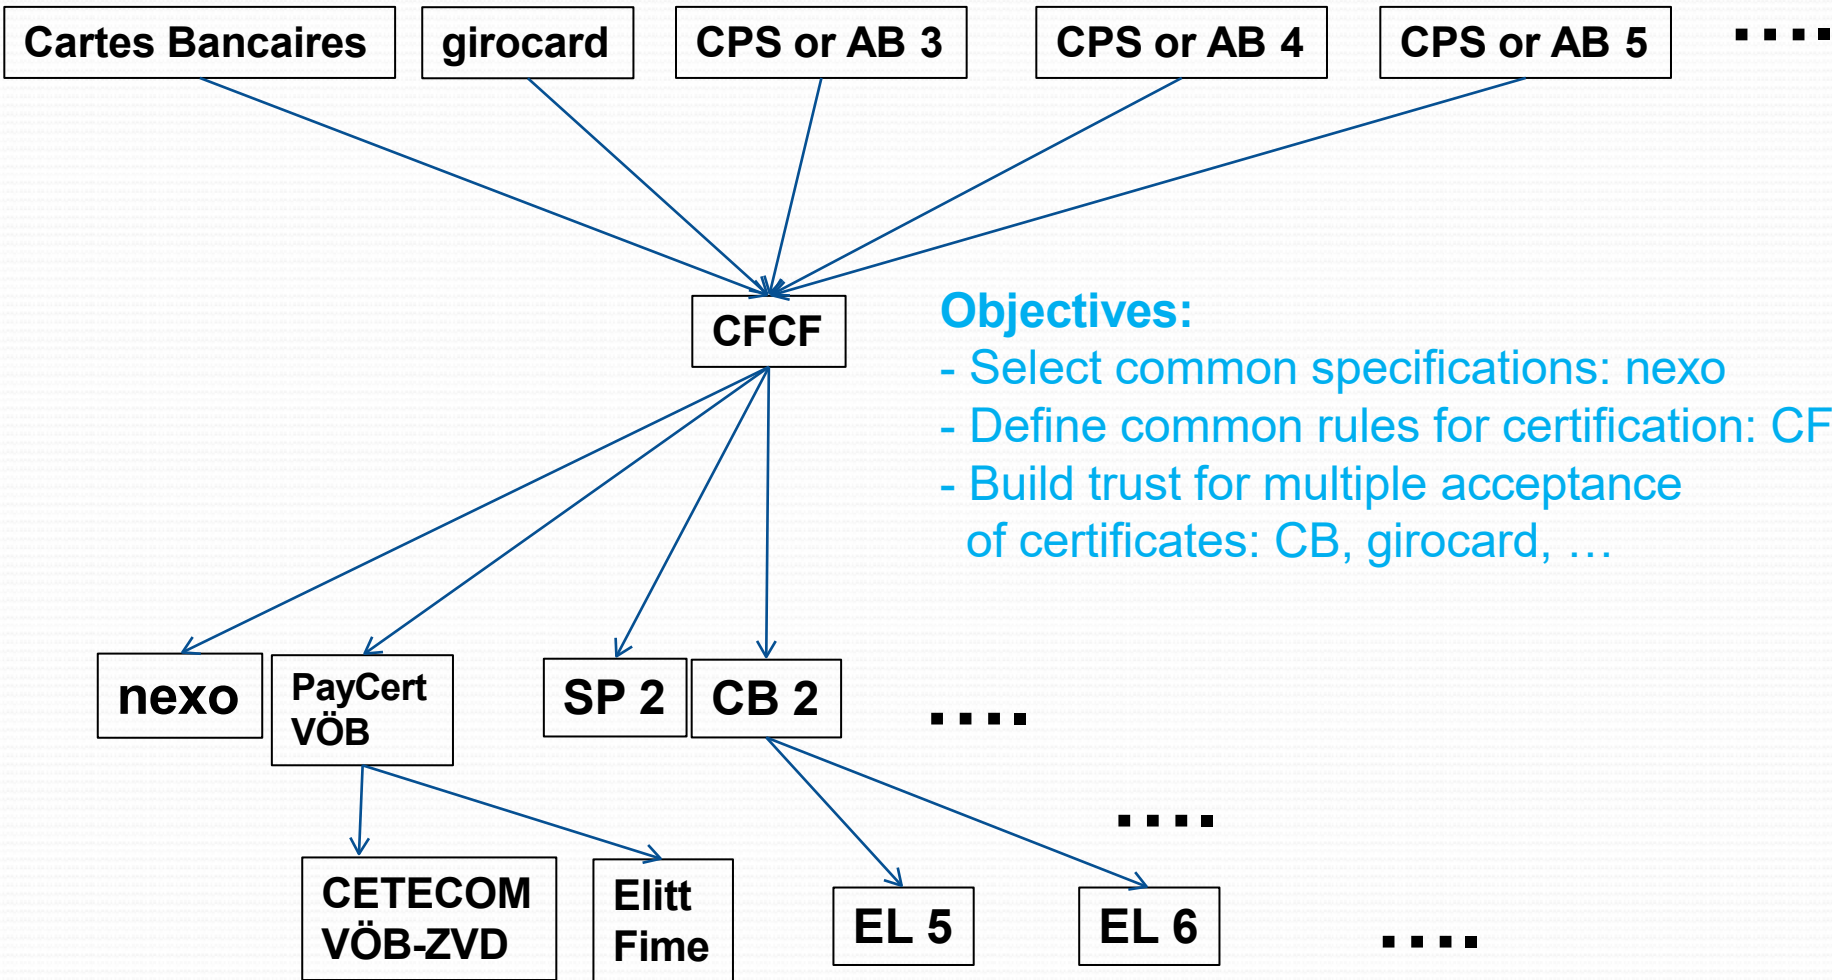 Cartes Bancaires
girocard
CPS or AB 3
CPS or AB 4
CPS or AB 5
....
CFCF
Objectives:
- Select common specifications: nexo
- Define common rules for certification: CF
- Build trust for multiple acceptance
of certificates: CB, girocard, …
nexo
PayCert
VÖB
SP 2
CB 2
....
....
CETECOM
VÖB-ZVD
Elitt
Fime
EL 5
EL 6
....